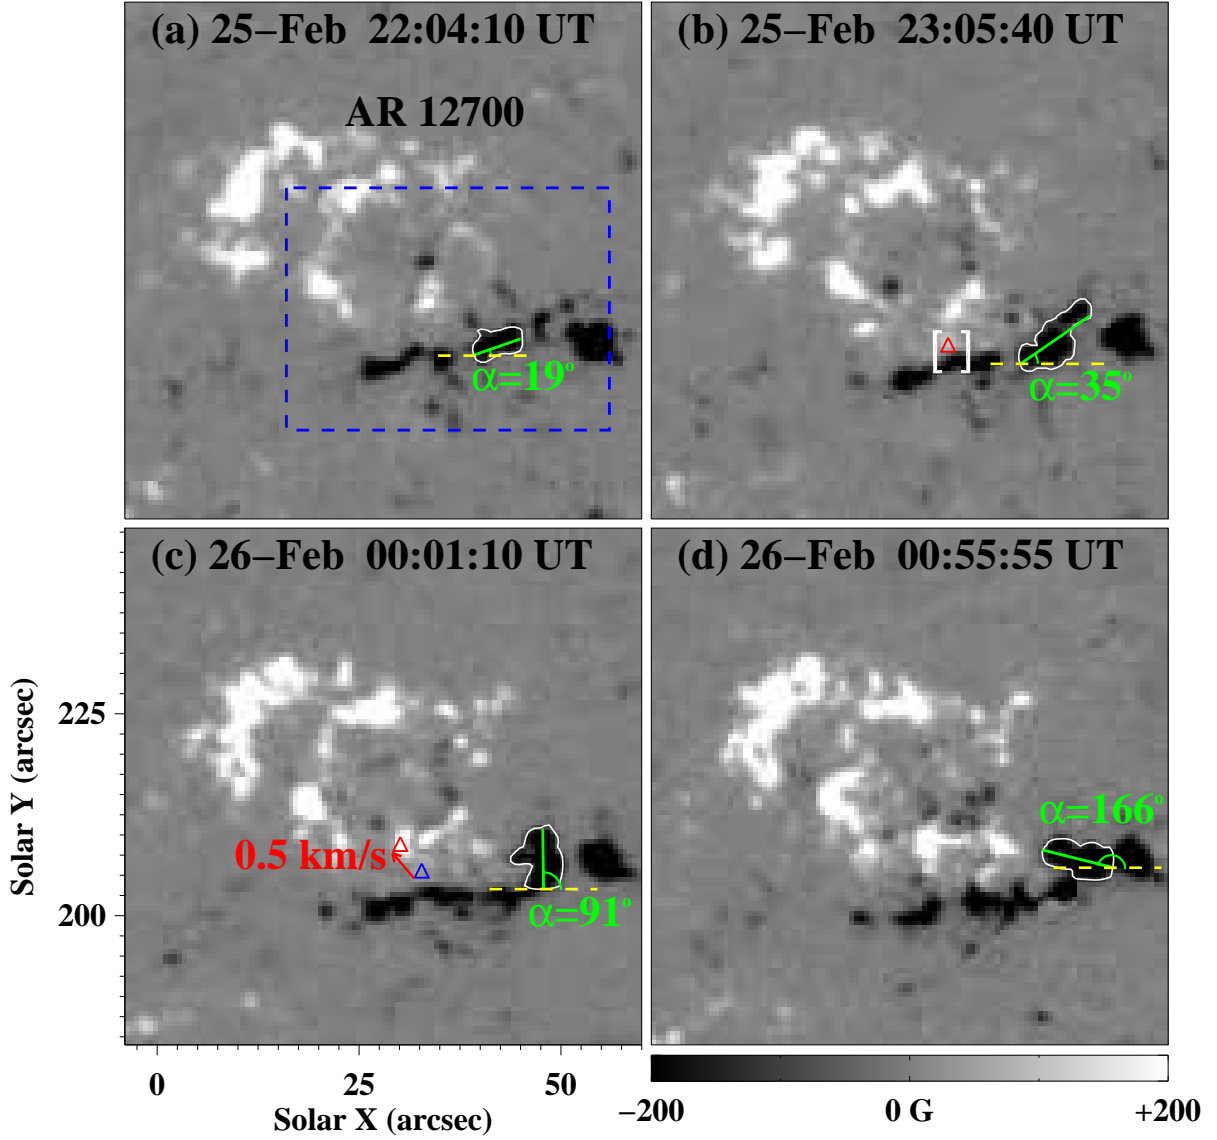 (a) 25–Feb 22:04:10 UT
AR 12700
α=19°
(b) 25–Feb 23:05:40 UT
[ ]
α=35°
(c) 26–Feb 00:01:10 UT
0.5 km/s
α=91°
(d) 26–Feb 00:55:55 UT
α=166°
Solar Y (arcsec)
225
200
0 25 50
Solar X (arcsec)
−200 0 G +200